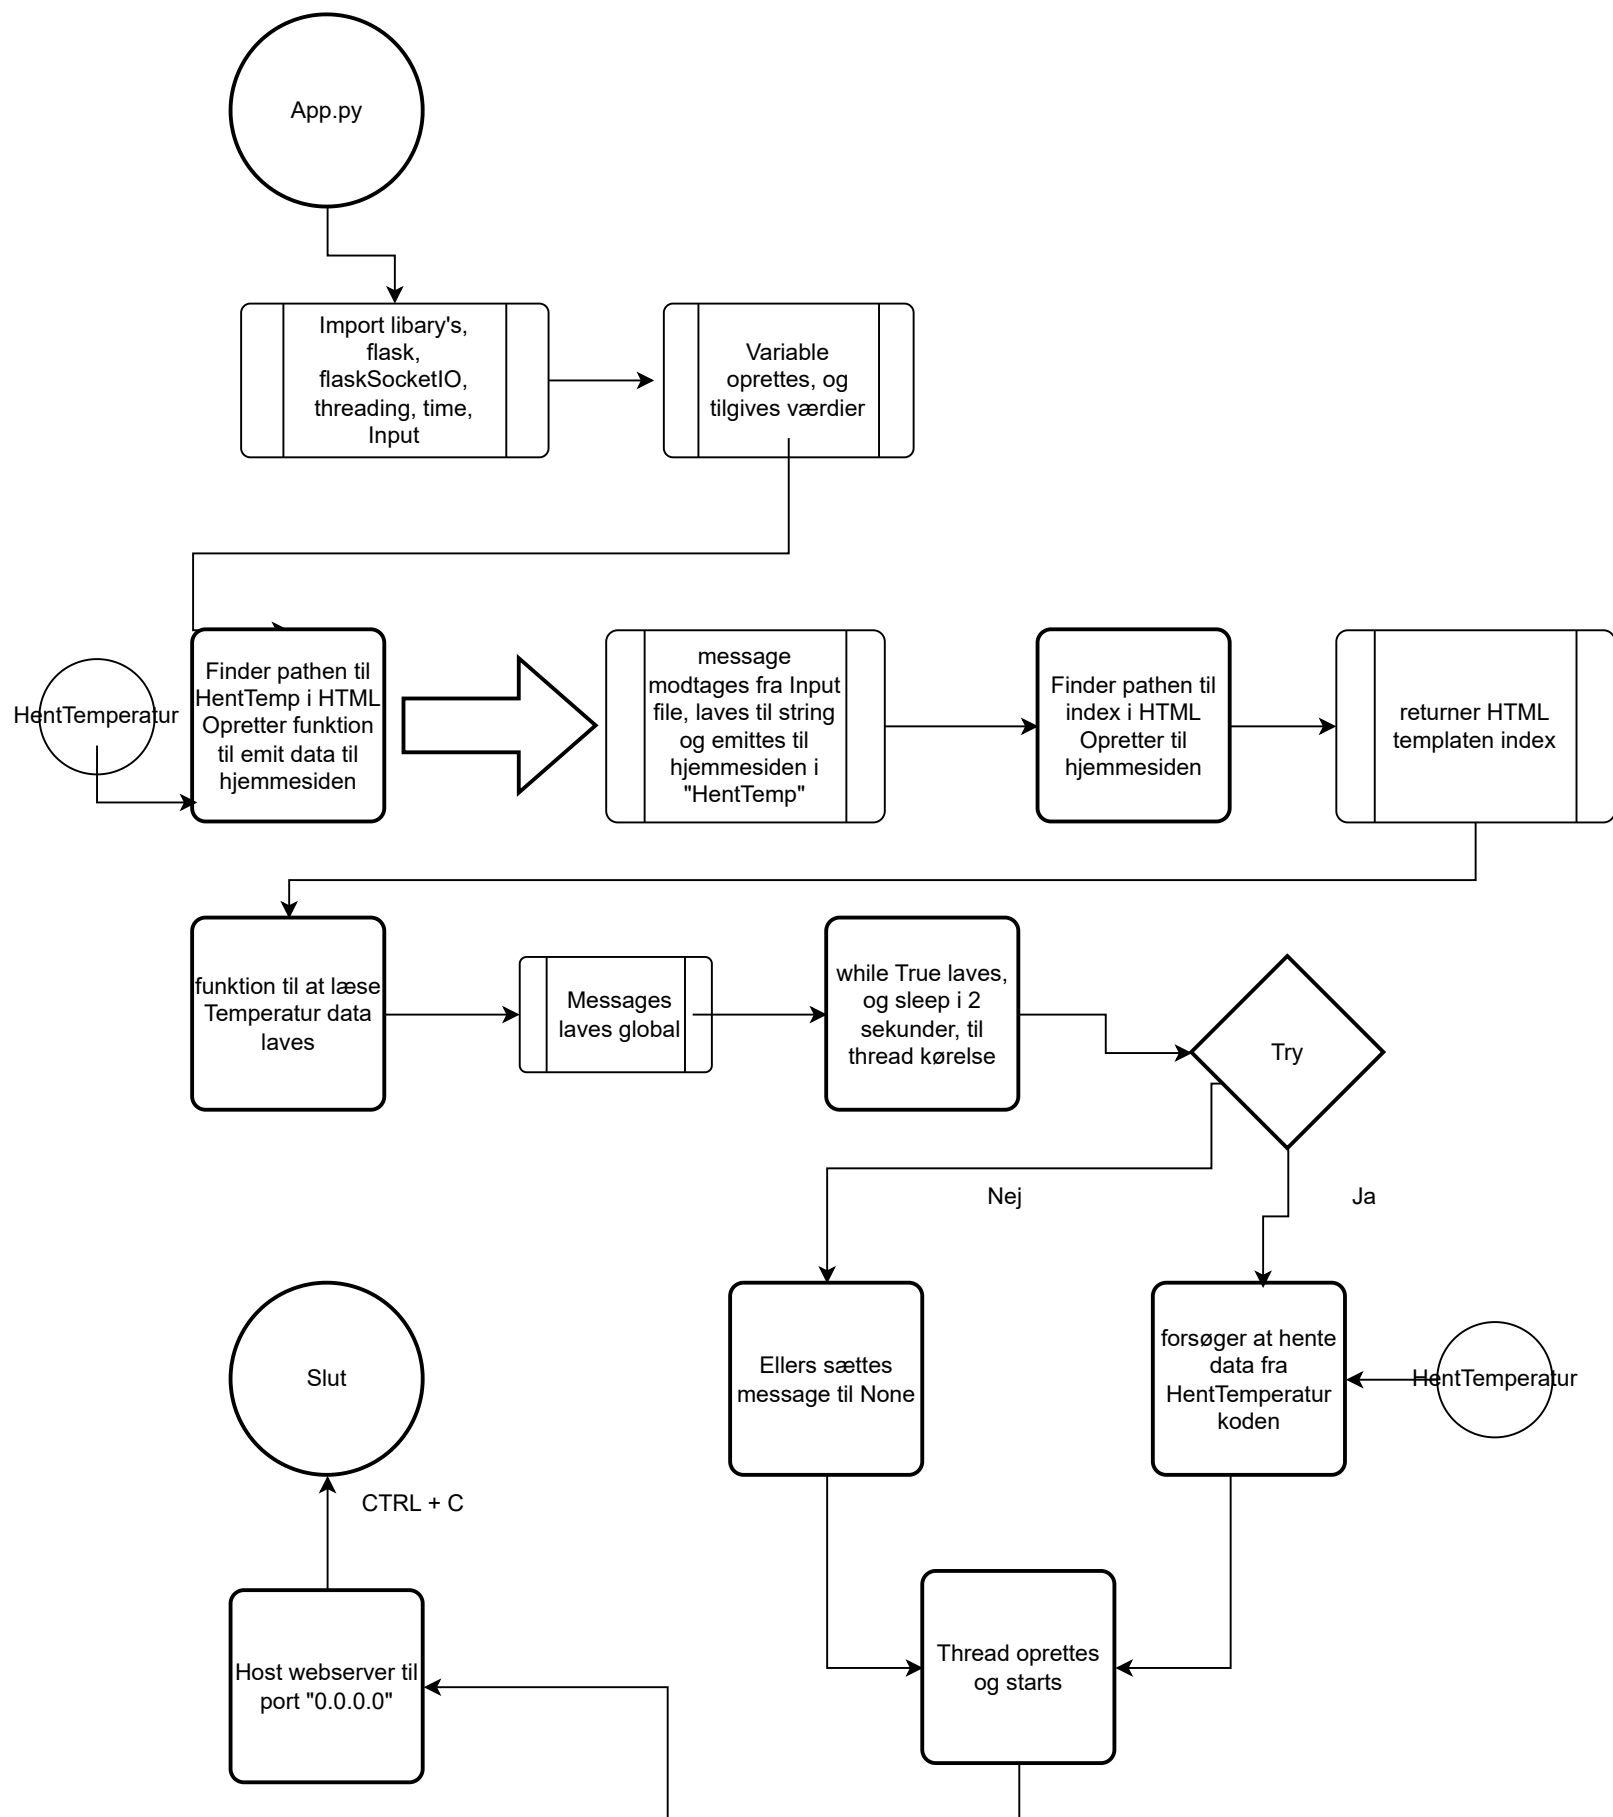 App.py
Import libary's,
flask,
flaskSocketIO,
threading, time,
Input
Variable
oprettes, og
tilgives værdier
HentTemperatur
Finder pathen til
HentTemp i HTML
Opretter funktion
til emit data til
hjemmesiden
message
modtages fra Input
file, laves til string
og emittes til
hjemmesiden i
"HentTemp"
Finder pathen til
index i HTML
Opretter til
hjemmesiden
returner HTML
templaten index
funktion til at læse
Temperatur data
laves
Messages
laves global
while True laves,
og sleep i 2
sekunder, til
thread kørelse
Try
Nej
Ja
Slut
Ellers sættes
message til None
forsøger at hente
data fra
HentTemperatur
koden
HentTemperatur
CTRL + C
Host webserver til
port "0.0.0.0"
Thread oprettes
og starts